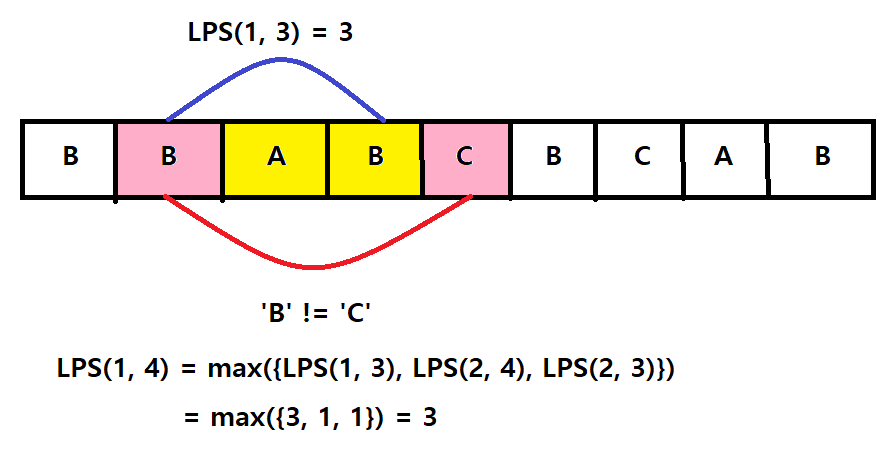 LPS(1, 3) = 3
B B A B C B C A B
'B' != 'C'
LPS(1, 4) = max({LPS(1, 3), LPS(2, 4), LPS(2, 3)})
= max({3, 1, 1}) = 3